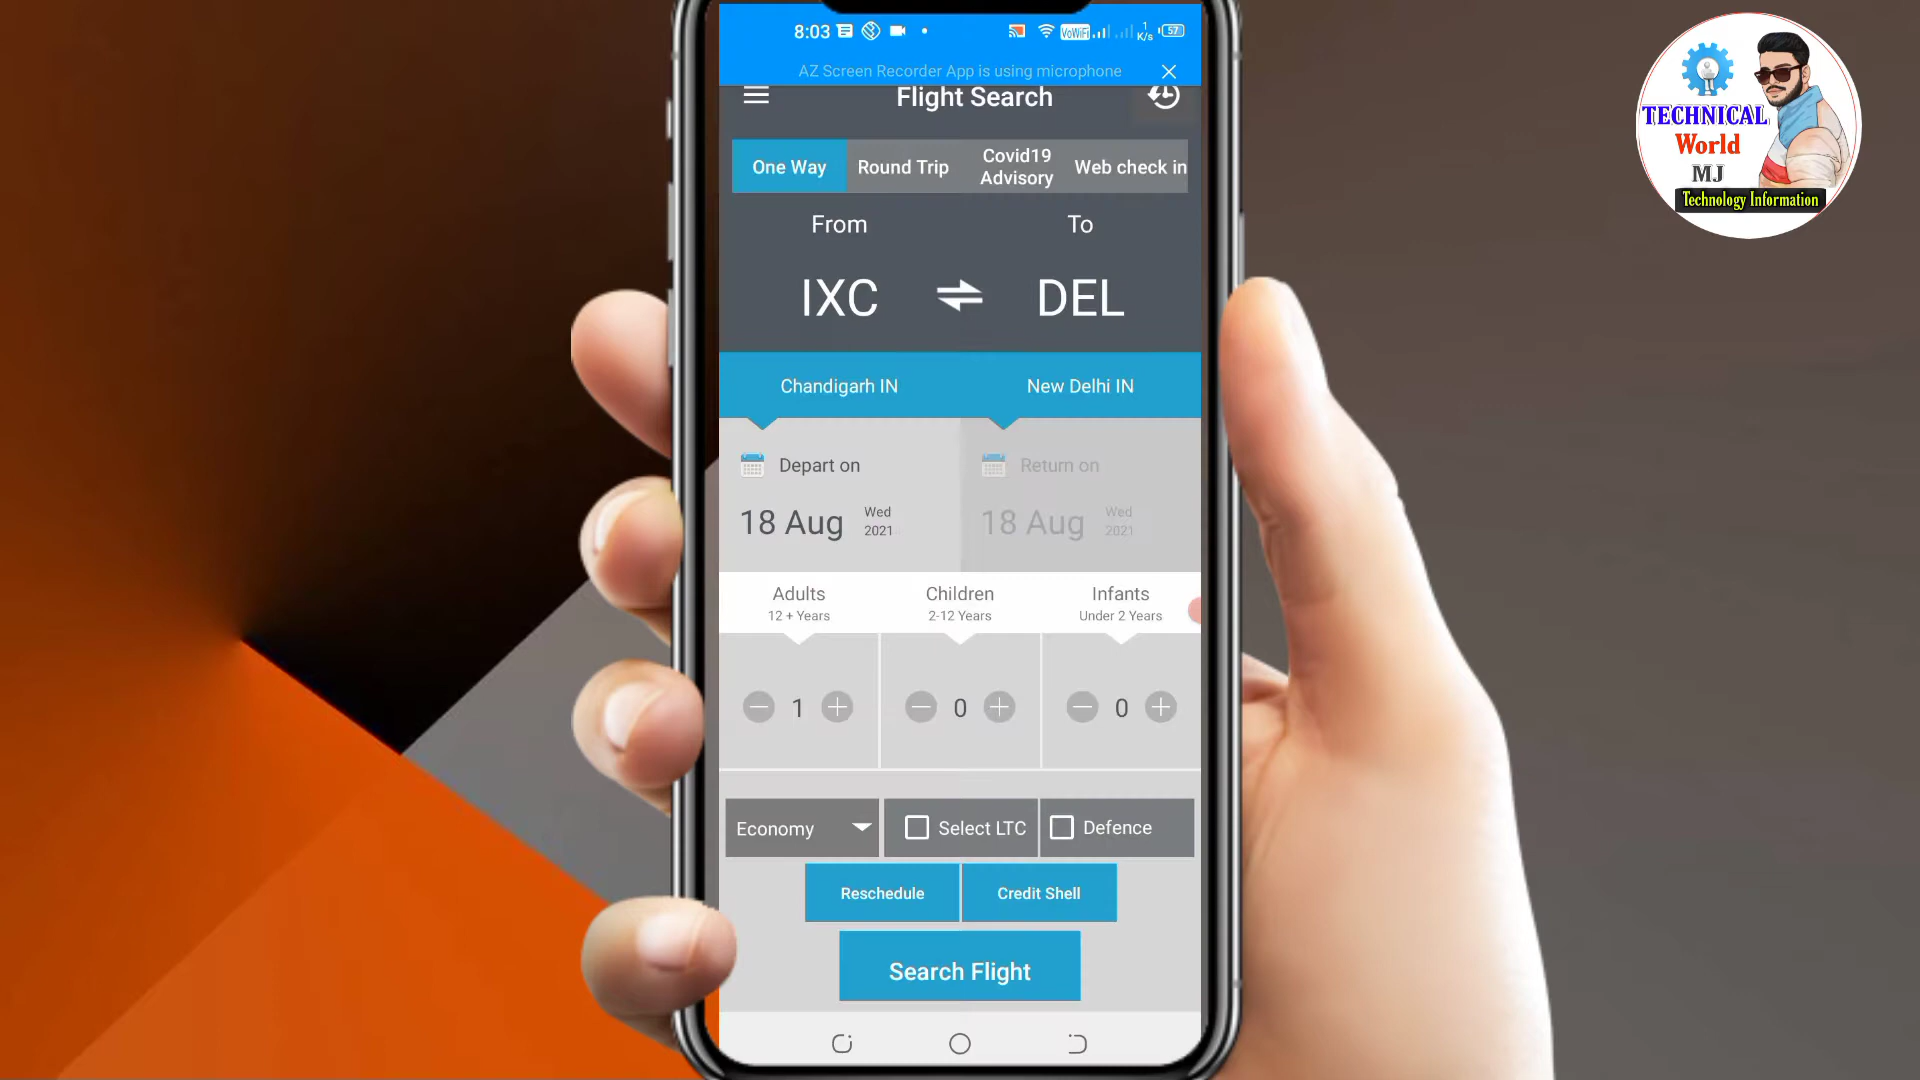 8:03
VoWiFi
1
K/s
57
AZ Screen Recorder App is using microphone
Flight Search
One Way
Round Trip
Covid19
Advisory
Web check in
From
To
IXC
DEL
Chandigarh IN
New Delhi IN
Depart on
Return on
18 Aug
Wed
2021
18 Aug
Wed
2021
Adults
12 + Years
Children
2-12 Years
Infants
Under 2 Years
1
0
0
Economy
Select LTC
Defence
Reschedule
Credit Shell
Search Flight
TECHNICAL
World
MJ
Technology Information